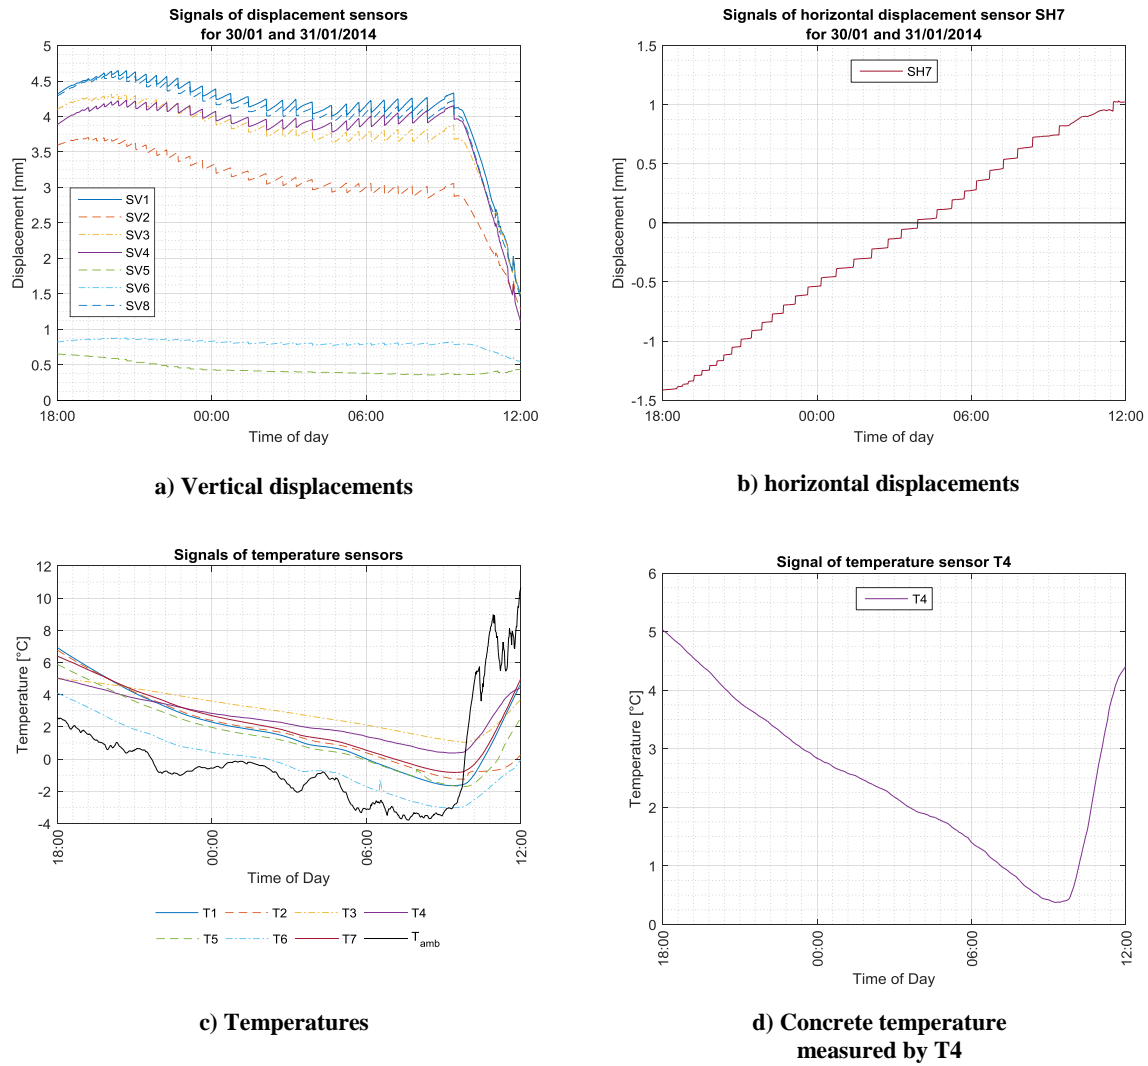 Signals of displacement sensors
for 30/01 and 31/01/2014
5
4.5
4
3.5
3
2.5
2
1.5
1
0.5
0
Displacement [mm]
SV1
SV2
SV3
SV4
SV5
SV6
SV8
18:00 00:00 06:00 12:00
Time of day
a) Vertical displacements
Signals of horizontal displacement sensor SH7
for 30/01 and 31/01/2014
1.5
1
0.5
0
-0.5
-1
-1.5
Displacement [mm]
SH7
18:00 00:00 06:00 12:00
Time of day
b) horizontal displacements
Signals of temperature sensors
12
10
8
6
4
2
0
-2
-4
Temperature [°C]
18:00 00:00 06:00 12:00
Time of Day
T1 T2 T3 T4
T5 T6 T7 Tamb
c) Temperatures
Signal of temperature sensor T4
6
5
4
3
2
1
0
Temperature [°C]
T4
18:00 00:00 06:00 12:00
Time of Day
d) Concrete temperature
measured by T4